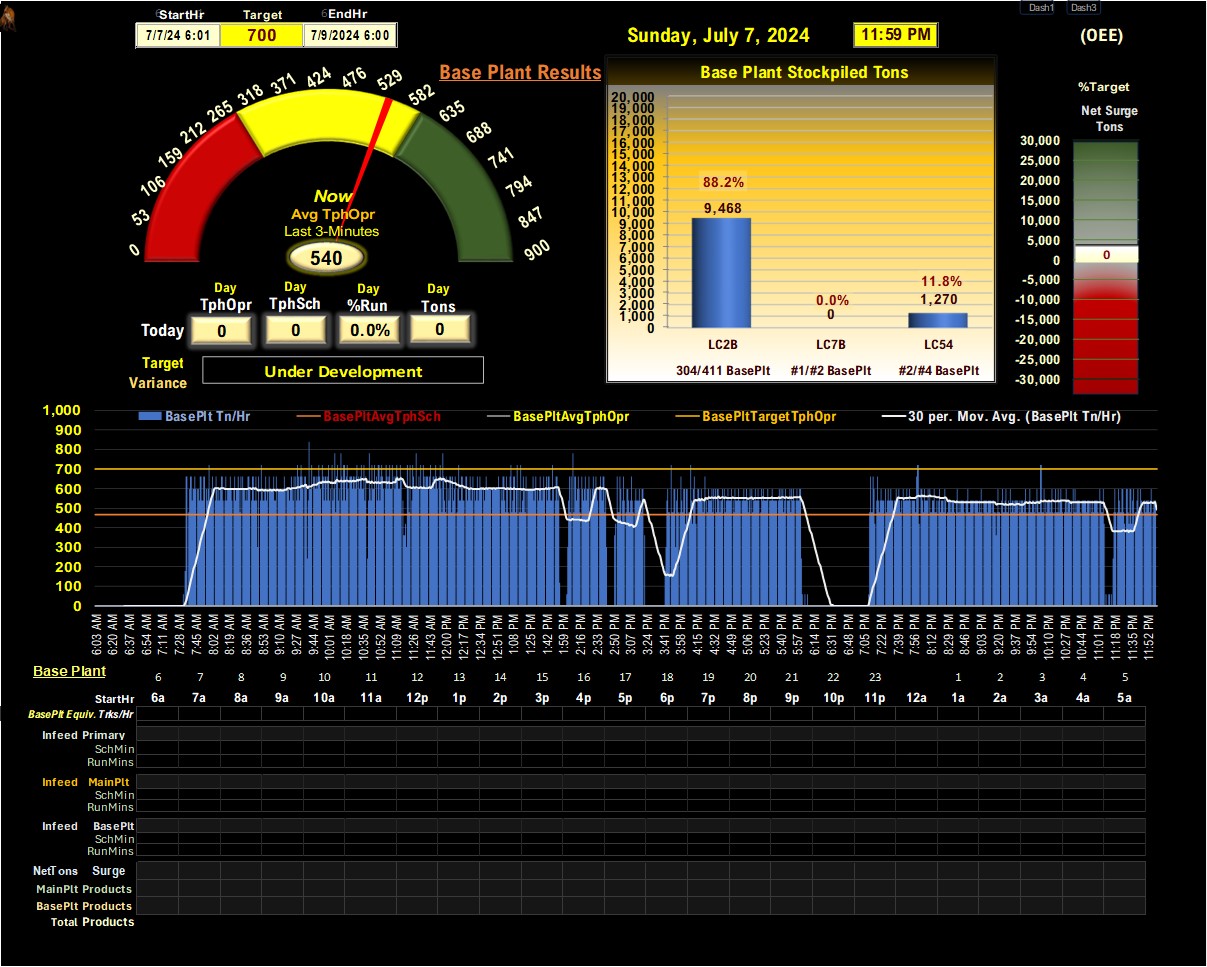 Dash1 Dash3
StartHr Target EndHr
7/7/24 6:01 700 7/9/2024 6:00
Sunday, July 7, 2024 11:59 PM (OEE)
Base Plant Results
0 53 106 159 212 265 318 371 424 476 529 582 635 688 741 794 847 900
Now
Avg TphOpr
Last 3-Minutes
540
Day Day Day Day
TphOpr TphSch %Run Tons
Today 0 0 0.0% 0
Target
Variance
Under Development
Base Plant Stockpiled Tons
20,000
19,000
18,000
17,000
16,000
15,000
14,000
13,000
12,000
11,000
10,000
9,000
8,000
7,000
6,000
5,000
4,000
3,000
2,000
1,000
0
88.2% 0.0% 11.8%
9,468 0 1,270
LC2B LC7B LC54
304/411 BasePlt #1/#2 BasePlt #2/#4 BasePlt
%Target
Net Surge
Tons
30,000
25,000
20,000
15,000
10,000
5,000
0
-5,000
-10,000
-15,000
-20,000
-25,000
-30,000
0
BasePlt Tn/Hr BasePltAvgTphSch BasePltAvgTphOpr BasePltTargetTphOpr 30 per. Mov. Avg. (BasePlt Tn/Hr)
1,000
900
800
700
600
500
400
300
200
100
0
6:03 AM 6:20 AM 6:37 AM 6:54 AM 7:11 AM 7:28 AM 7:45 AM 8:02 AM 8:19 AM 8:36 AM 8:53 AM 9:10 AM 9:27 AM 9:44 AM 10:01 AM 10:18 AM 10:35 AM 10:52 AM 11:09 AM 11:26 AM 11:43 AM 12:00 PM 12:17 PM 12:34 PM 12:51 PM 1:08 PM 1:25 PM 1:42 PM 1:59 PM 2:16 PM 2:33 PM 2:50 PM 3:07 PM 3:24 PM 3:41 PM 3:58 PM 4:15 PM 4:32 PM 4:49 PM 5:06 PM 5:23 PM 5:40 PM 5:57 PM 6:14 PM 6:31 PM 6:48 PM 7:05 PM 7:22 PM 7:39 PM 7:56 PM 8:12 PM 8:29 PM 8:46 PM 9:03 PM 9:20 PM 9:37 PM 9:54 PM 10:10 PM 10:27 PM 10:44 PM 11:01 PM 11:18 PM 11:35 PM 11:52 PM
Base Plant
6 7 8 9 10 11 12 13 14 15 16 17 18 19 20 21 22 23 1 2 3 4 5
StartHr 6a 7a 8a 9a 10a 11a 12p 1p 2p 3p 4p 5p 6p 7p 8p 9p 10p 11p 12a 1a 2a 3a 4a 5a
BasePlt Equiv. Trks/Hr
Infeed Primary
SchMin
RunMins
Infeed MainPlt
SchMin
RunMins
Infeed BasePlt
SchMin
RunMins
NetTons Surge
MainPlt Products
BasePlt Products
Total Products